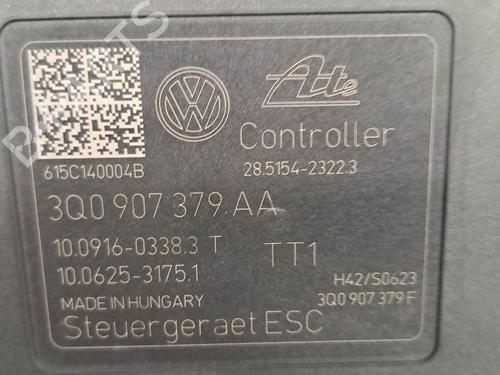 Ate
Controller
615C140004B
28.5154-2322.3
3Q0 907 379 AA
10.0916-0338.3 T
TT1
10.0625-3175.1
H42/S0623
MADE IN HUNGARY
3Q0 907 379 F
Steuergeraet ESC